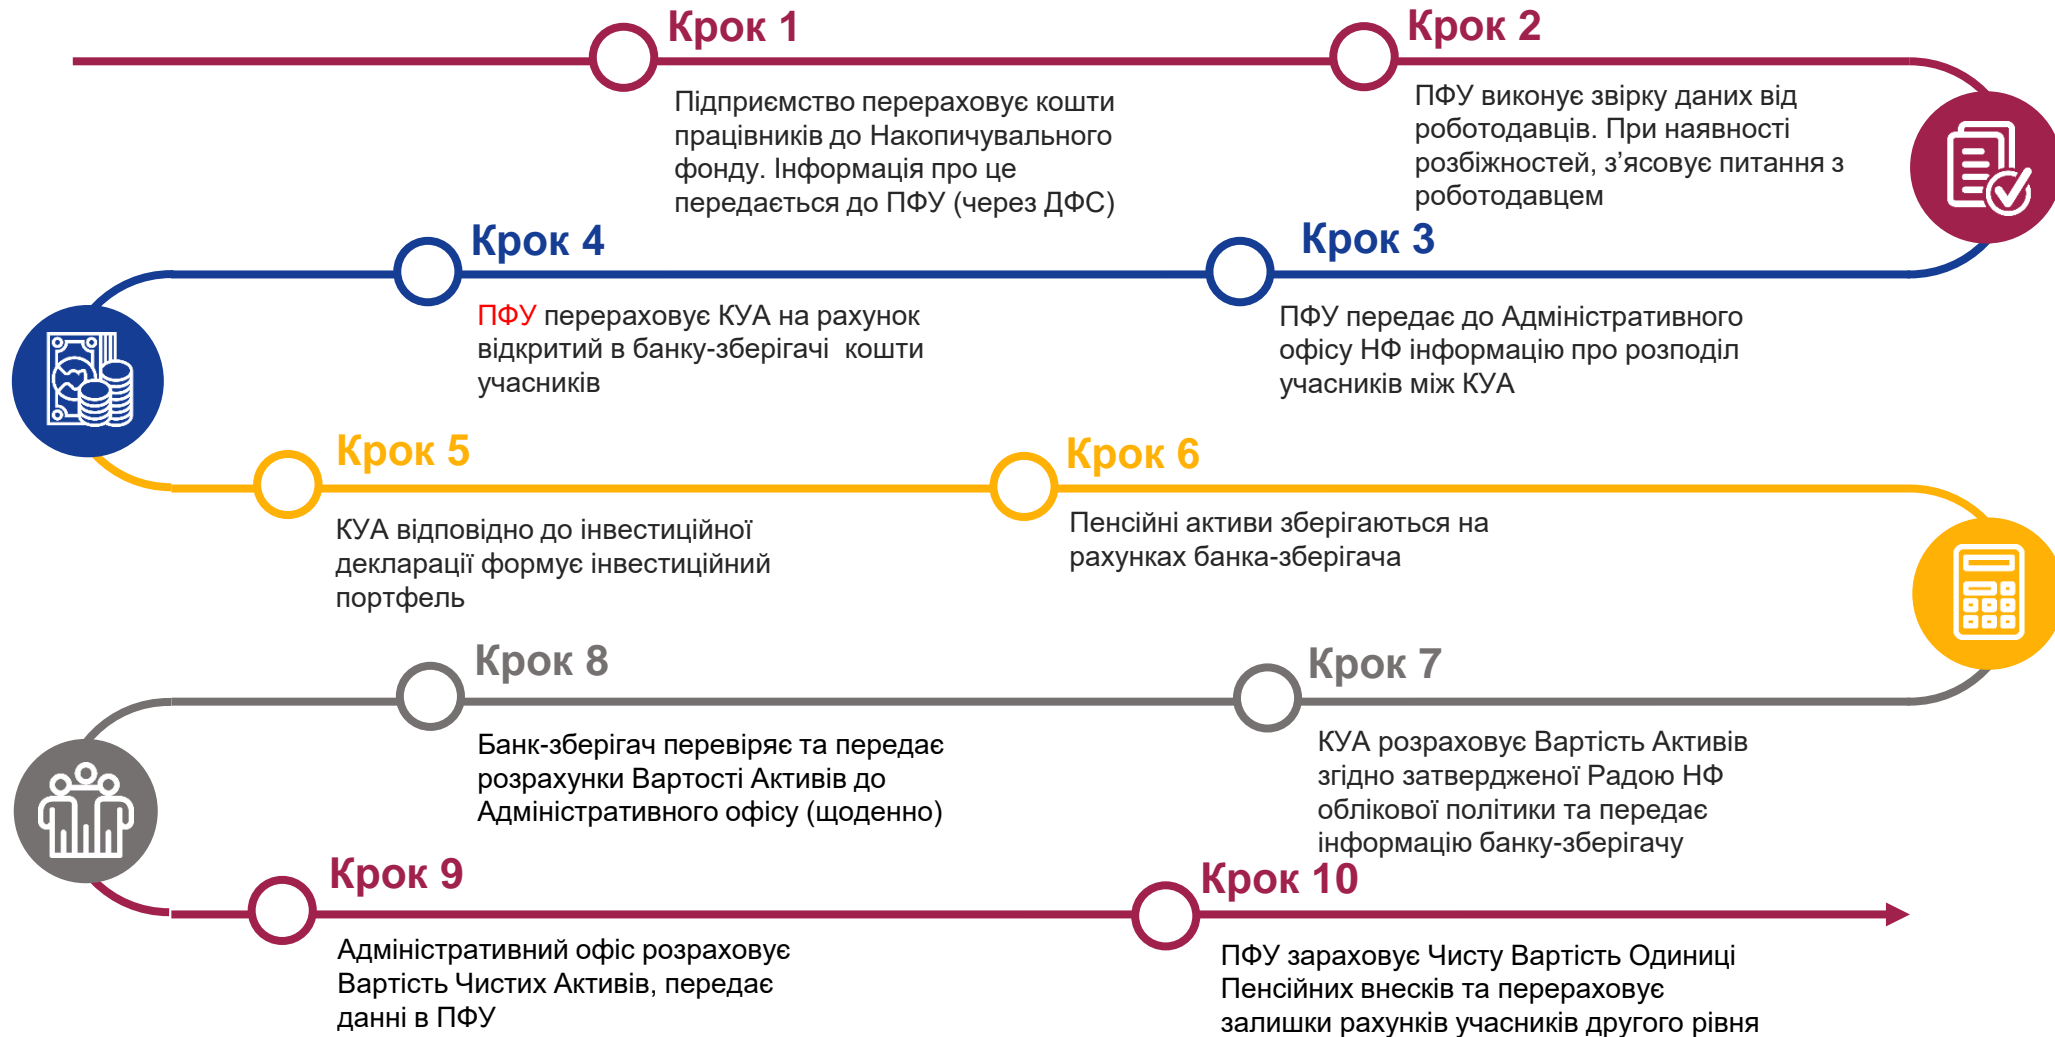 Крок 1
Підприємство перераховує кошти
працівників до Накопичувального
фонду. Інформація про це
передається до ПФУ (через ДФС)
Крок 2
ПФУ виконує звірку даних від
роботодавців. При наявності
розбіжностей, з’ясовує питання з
роботодавцем
Крок 3
ПФУ передає до Адміністративного
офісу НФ інформацію про розподіл
учасників між КУА
Крок 4
ПФУ перераховує КУА на рахунок
відкритий в банку-зберігачі кошти
учасників
Крок 5
КУА відповідно до інвестиційної
декларації формує інвестиційний
портфель
Крок 6
Пенсійні активи зберігаються на
рахунках банка-зберігача
Крок 7
КУА розраховує Вартість Активів
згідно затвердженої Радою НФ
облікової політики та передає
інформацію банку-зберігачу
Крок 8
Банк-зберігач перевіряє та передає
розрахунки Вартості Активів до
Адміністративного офісу (щоденно)
Крок 9
Адміністративний офіс розраховує
Вартість Чистих Активів, передає
данні в ПФУ
Крок 10
ПФУ зараховує Чисту Вартість Одиниці
Пенсійних внесків та перераховує
залишки рахунків учасників другого рівня